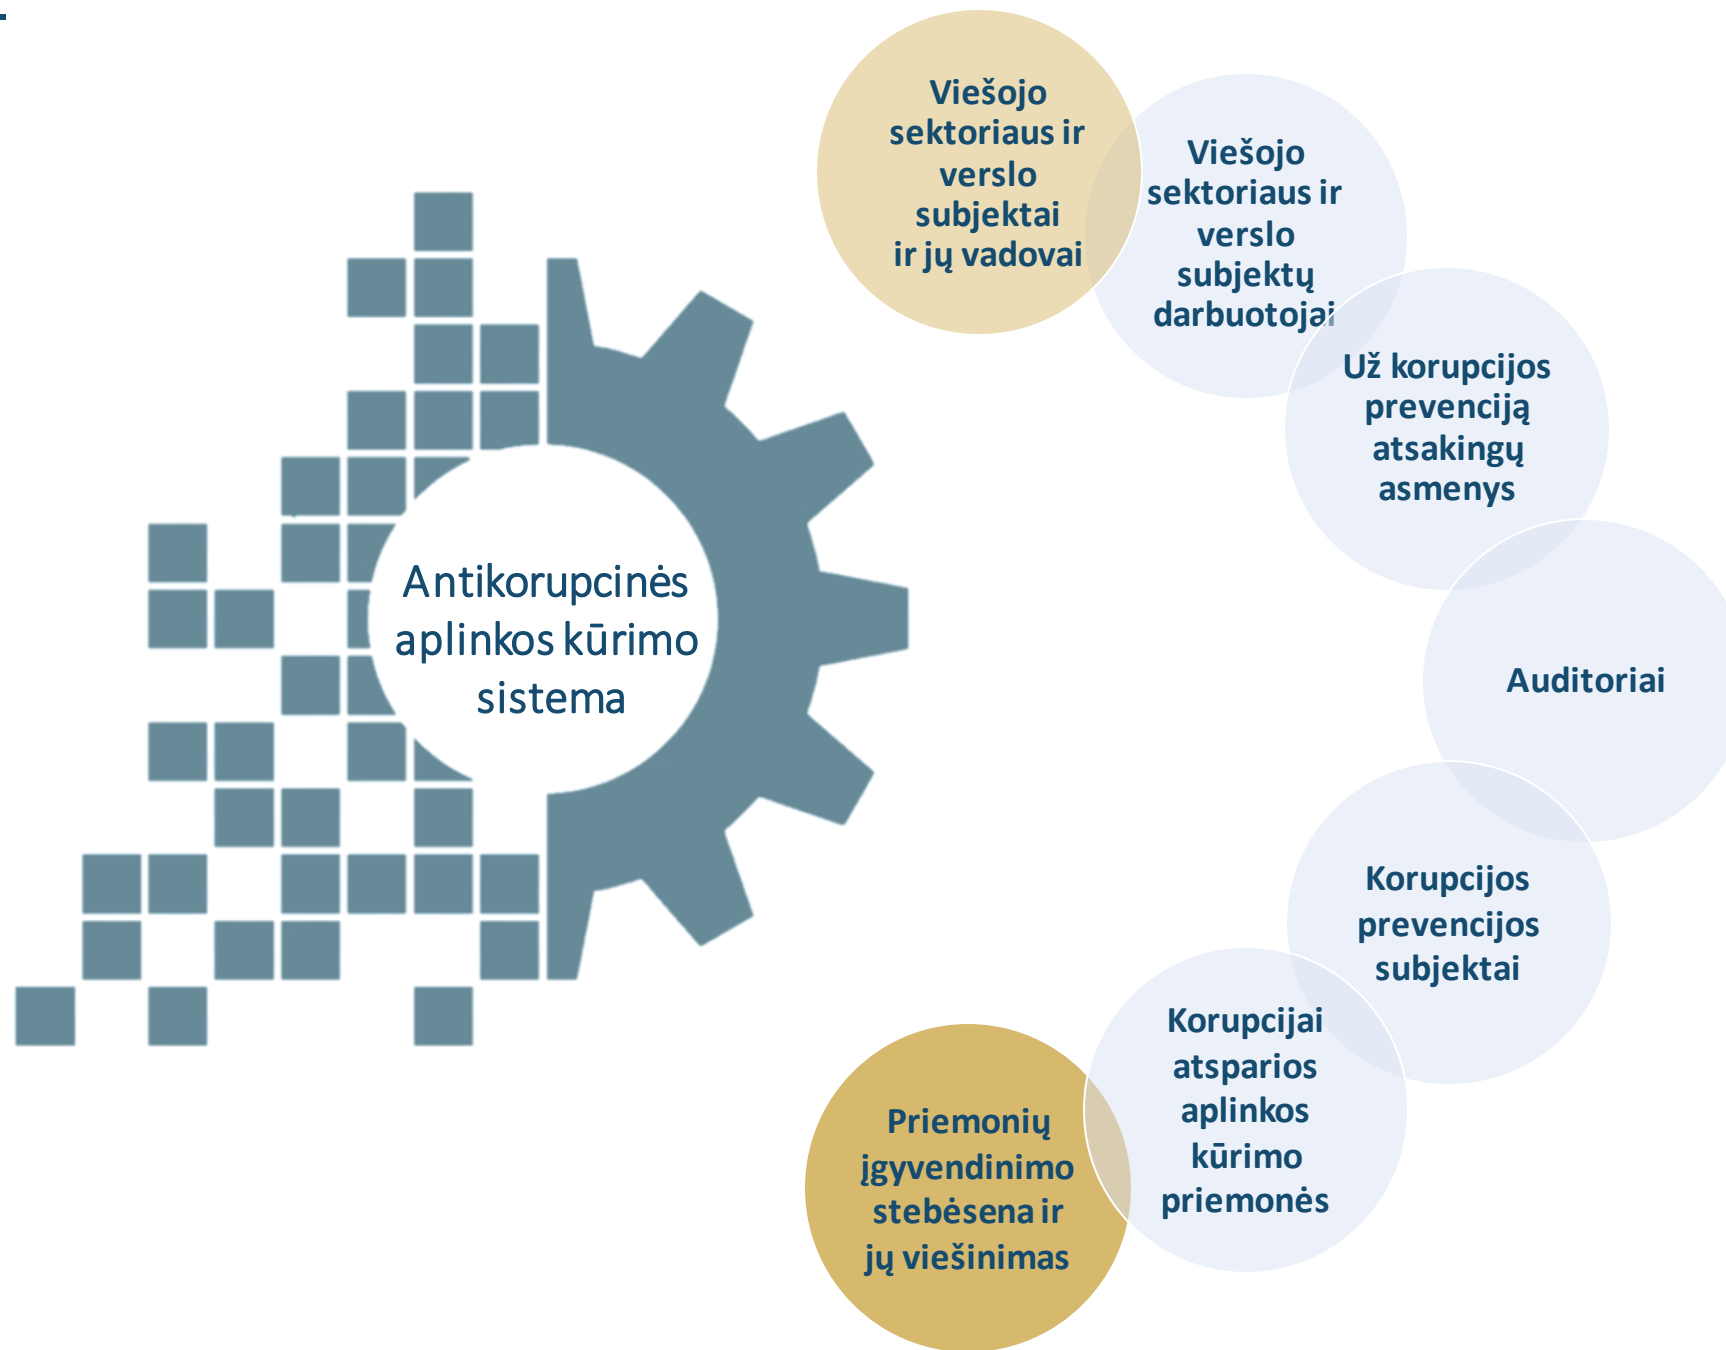 Viešojo
sektoriaus ir
verslo
subjektai
ir jų vadovai
Viešojo
sektoriaus ir
verslo
subjektų
darbuotojai
Už korupcijos
prevenciją
atsakingų
asmenys
Auditoriai
Korupcijos
prevencijos
subjektai
Korupcijai
atsparios
aplinkos
kūrimo
priemonės
Priemonių
įgyvendinimo
stebėsena ir
jų viešinimas
Antikorupcinės
aplinkos kūrimo
sistema